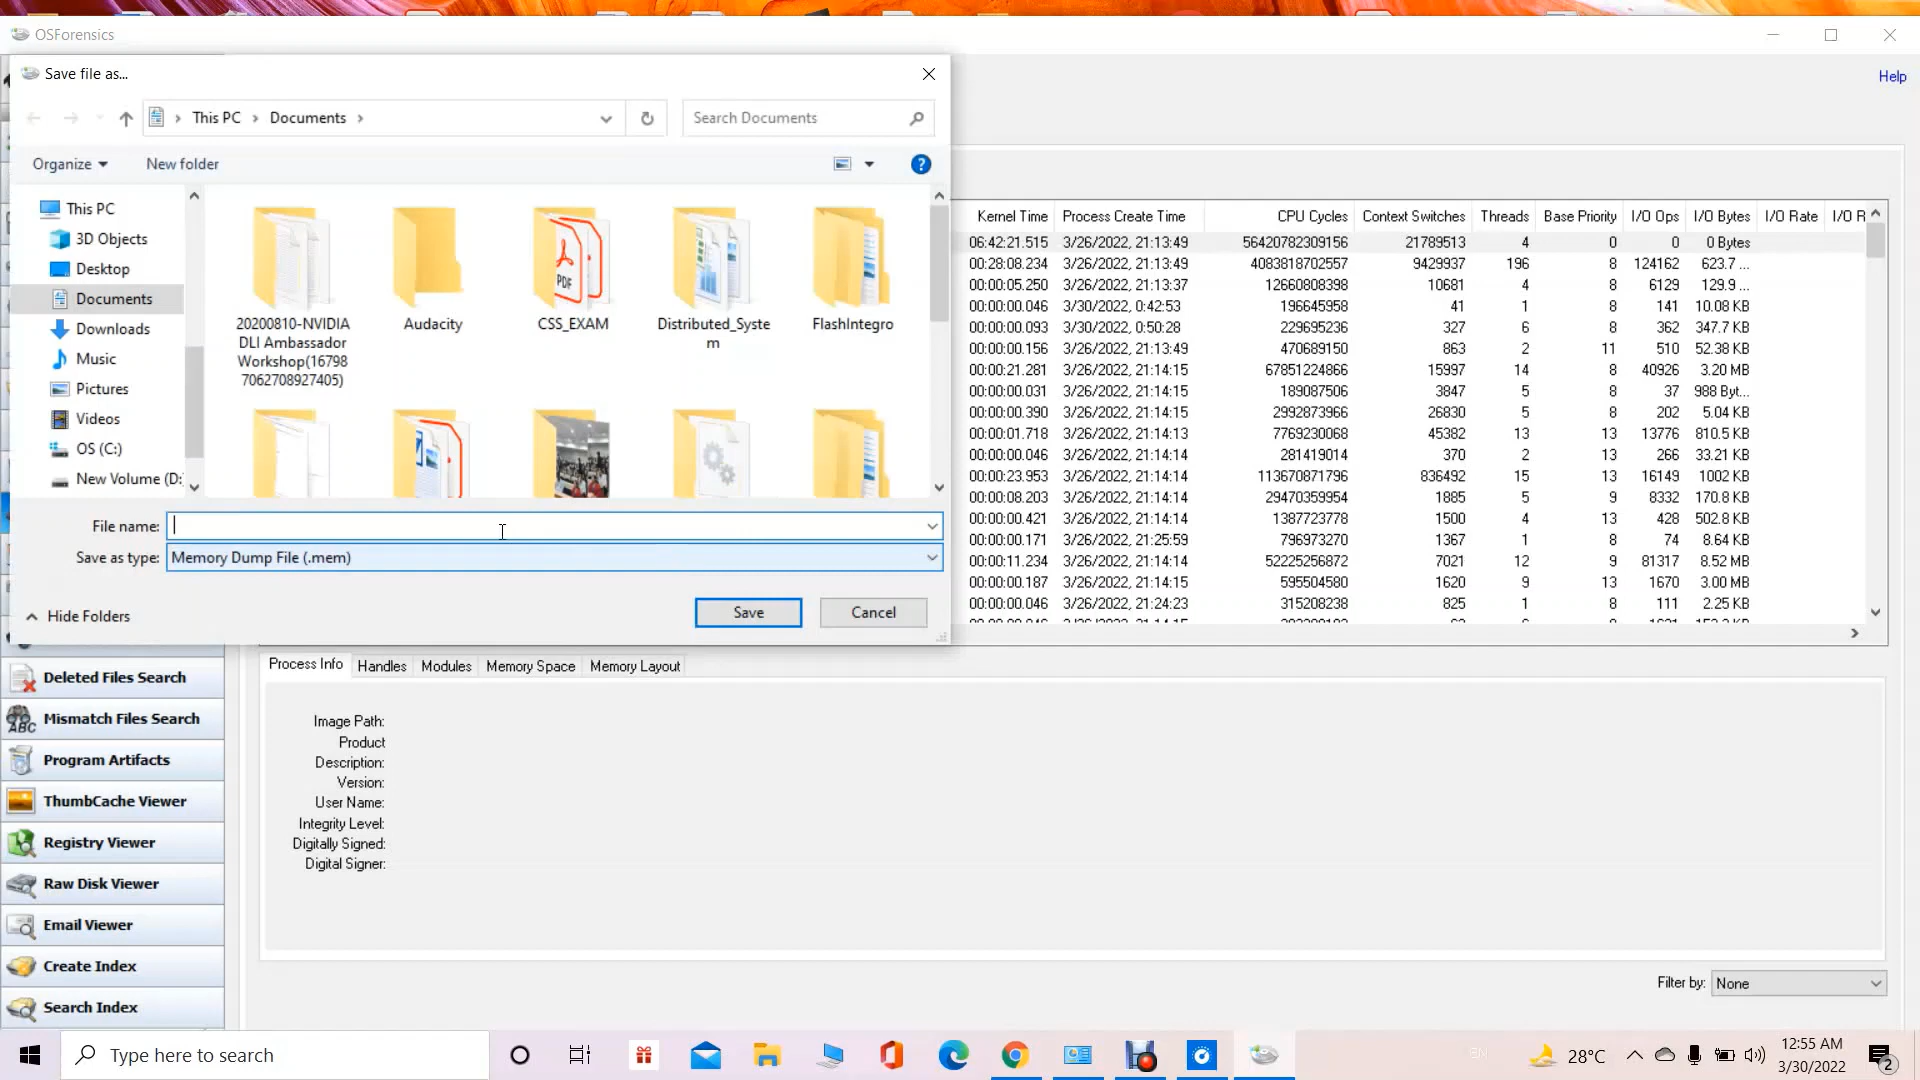 OSForensics
Help
Save file as...
This PC
Documents
Search Documents
Organize
New folder
This PC
3D Objects
Desktop
Documents
Downloads
Music
Pictures
Videos
OS (C:)
New Volume (D:
20200810-NVIDIA
DLI Ambassador
Workshop(16798
7062708927405)
Audacity
CSS_EXAM
PDF
Distributed_Syste
m
FlashIntegro
File name:
Save as type: Memory Dump File (.mem)
Hide Folders
Save
Cancel
Kernel Time Process Create Time CPU Cycles Context Switches Threads Base Priority I/O Ops I/O Bytes I/O Rate I/O R
06:42:21.515 3/26/2022, 21:13:49 56420782309156 21789513 4 0 0 0 Bytes
00:28:08.234 3/26/2022, 21:13:49 4083818702557 9429937 196 8 124162 623.7 ...
00:00:05.250 3/26/2022, 21:13:37 12660808398 10681 4 8 6129 129.9 ...
00:00:00.046 3/30/2022, 0:42:53 196645958 41 1 8 141 10.08 KB
00:00:00.093 3/30/2022, 0:50:28 229695236 327 6 8 362 347.7 KB
00:00:00.156 3/26/2022, 21:13:49 470689150 863 2 11 510 52.38 KB
00:00:21.281 3/26/2022, 21:14:15 67851224866 15997 14 8 40926 3.20 MB
00:00:00.031 3/26/2022, 21:14:15 189087506 3847 5 8 37 988 Byt...
00:00:00.390 3/26/2022, 21:14:15 2992873966 26830 5 8 202 5.04 KB
00:00:01.718 3/26/2022, 21:14:13 7769230068 45382 13 13 13776 810.5 KB
00:00:00.046 3/26/2022, 21:14:14 281419014 370 2 13 266 33.21 KB
00:00:23.953 3/26/2022, 21:14:14 113670871796 836492 15 13 16149 1002 KB
00:00:08.203 3/26/2022, 21:14:14 29470359954 1885 5 9 8332 170.8 KB
00:00:00.421 3/26/2022, 21:14:14 1387723778 1500 4 13 428 502.8 KB
00:00:00.171 3/26/2022, 21:25:59 796973270 1367 1 8 74 8.64 KB
00:00:11.234 3/26/2022, 21:14:14 52225256872 7021 12 9 81317 8.52 MB
00:00:00.187 3/26/2022, 21:14:15 595504580 1620 9 13 1670 3.00 MB
00:00:00.046 3/26/2022, 21:24:23 315208238 825 1 8 111 2.25 KB
Deleted Files Search
Mismatch Files Search
Program Artifacts
ThumbCache Viewer
Registry Viewer
Raw Disk Viewer
Email Viewer
Create Index
Search Index
Process Info Handles Modules Memory Space Memory Layout
Image Path:
Product
Description:
Version:
User Name:
Integrity Level:
Digitally Signed:
Digital Signer:
Filter by: None
Type here to search
28°C
12:55 AM
3/30/2022
2